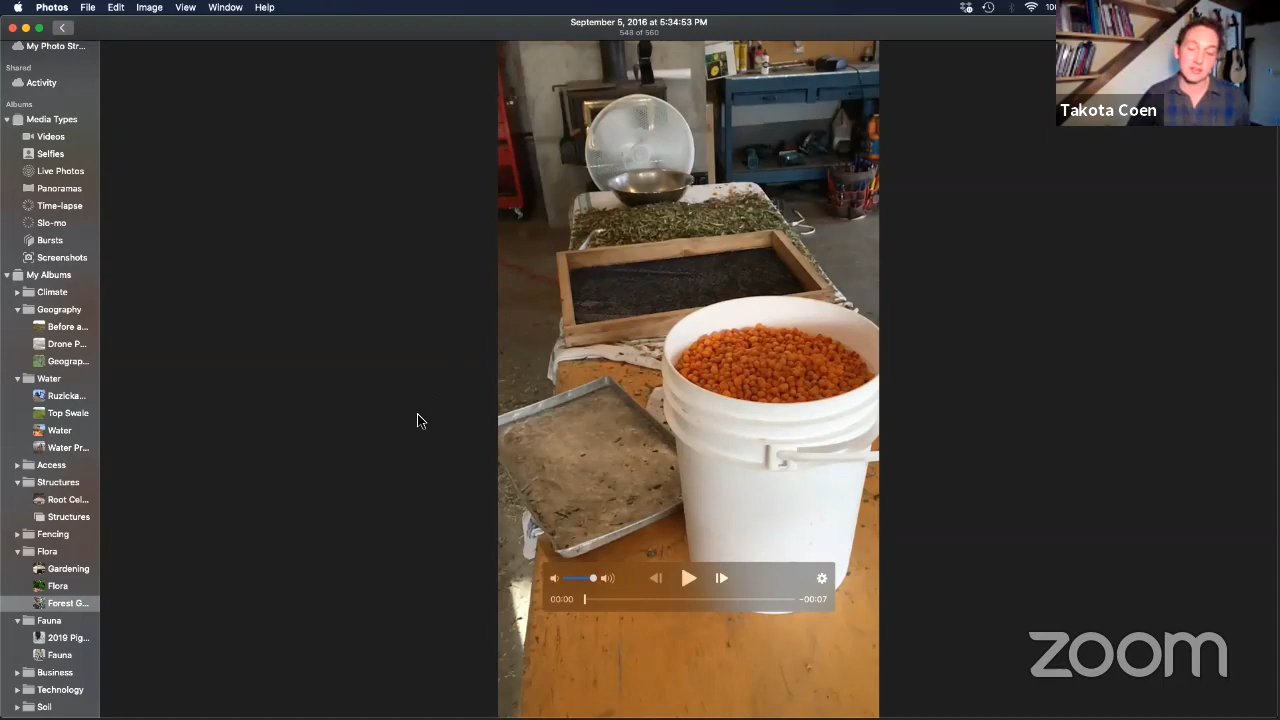 Photos File Edit Image View Window Help
September 5, 2016 at 5:34:53 PM
548 of 560
My Photo Str...
Shared
Activity
Albums
Media Types
Videos
Selfies
Live Photos
Panoramas
Time-lapse
Slo-mo
Bursts
Screenshots
My Albums
Climate
Geography
Before a...
Drone P...
Geograp...
Water
Ruzicka...
Top Swale
Water
Water Pr...
Access
Structures
Root Cel...
Structures
Fencing
Flora
Gardening
Flora
Forest G...
Fauna
2019 Pig...
Fauna
Business
Technology
Soil
Takota Coen
00:00
-00:07
zoom